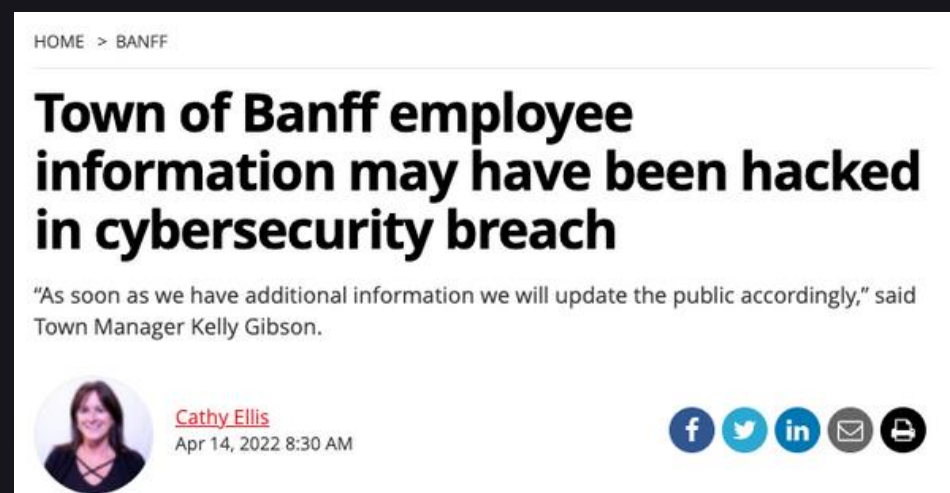 HOME > BANFF
Town of Banff employee
information may have been hacked
in cybersecurity breach
“As soon as we have additional information we will update the public accordingly,” said
Town Manager Kelly Gibson.
Cathy Ellis
Apr 14, 2022 8:30 AM